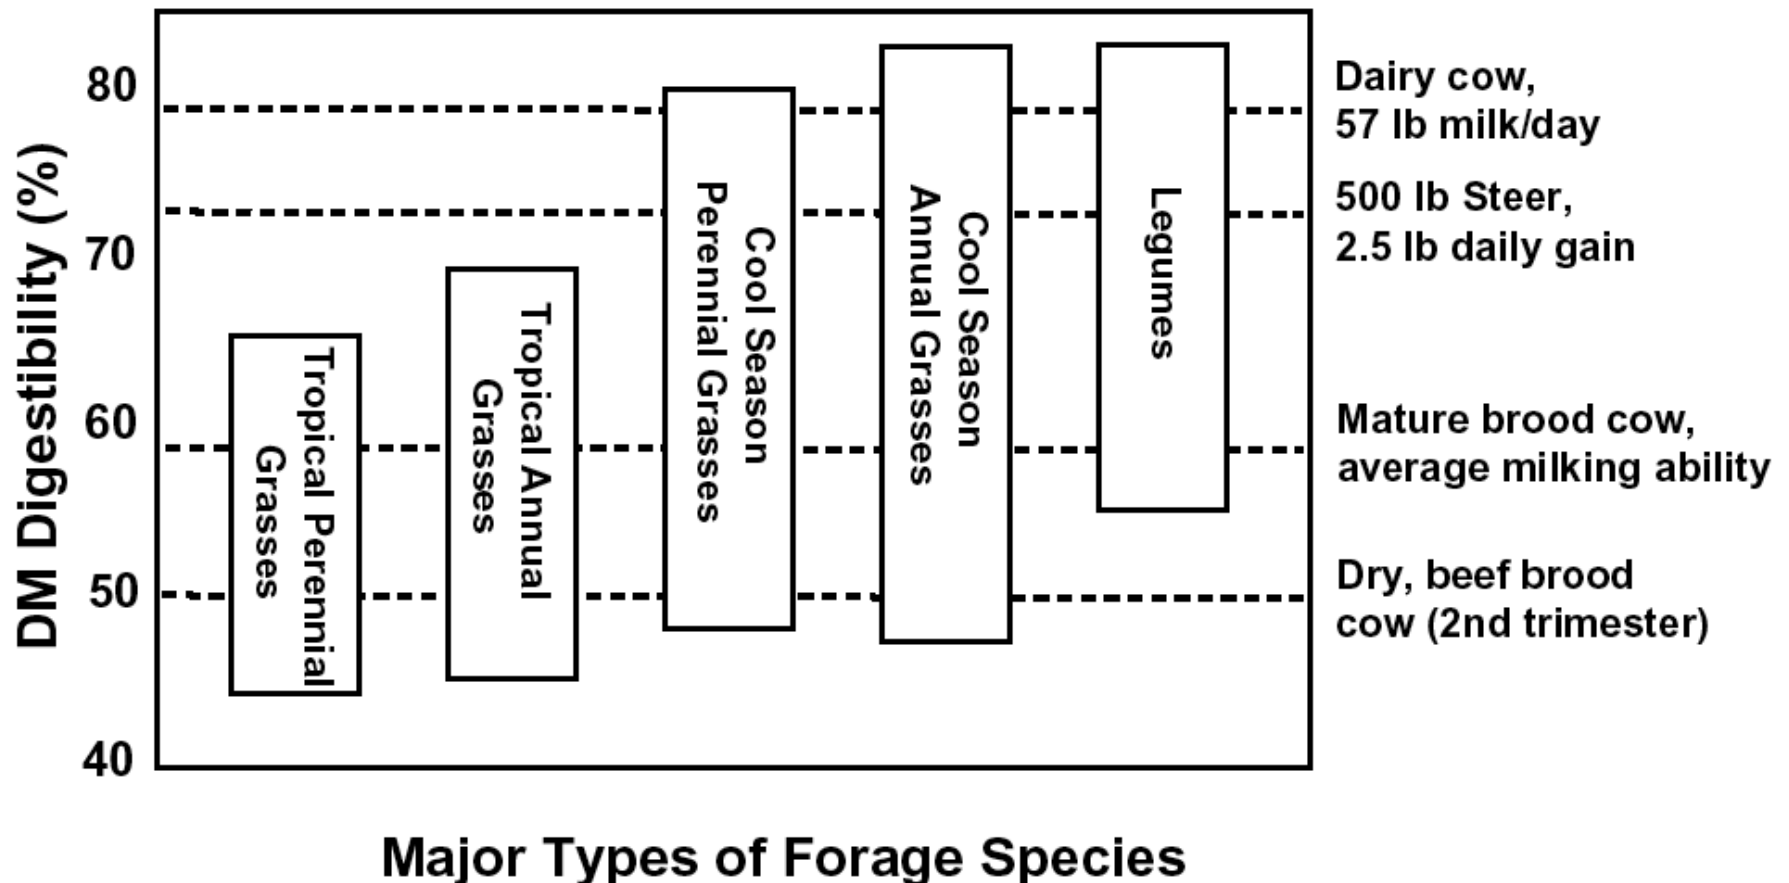 DM Digestibility (%)
80
70
60
50
40
Tropical Perennial
Grasses
Tropical Annual
Grasses
Cool Season
Perennial Grasses
Cool Season
Annual Grasses
Legumes
Dairy cow,
57 lb milk/day
500 lb Steer,
2.5 lb daily gain
Mature brood cow,
average milking ability
Dry, beef brood
cow (2nd trimester)
Major Types of Forage Species